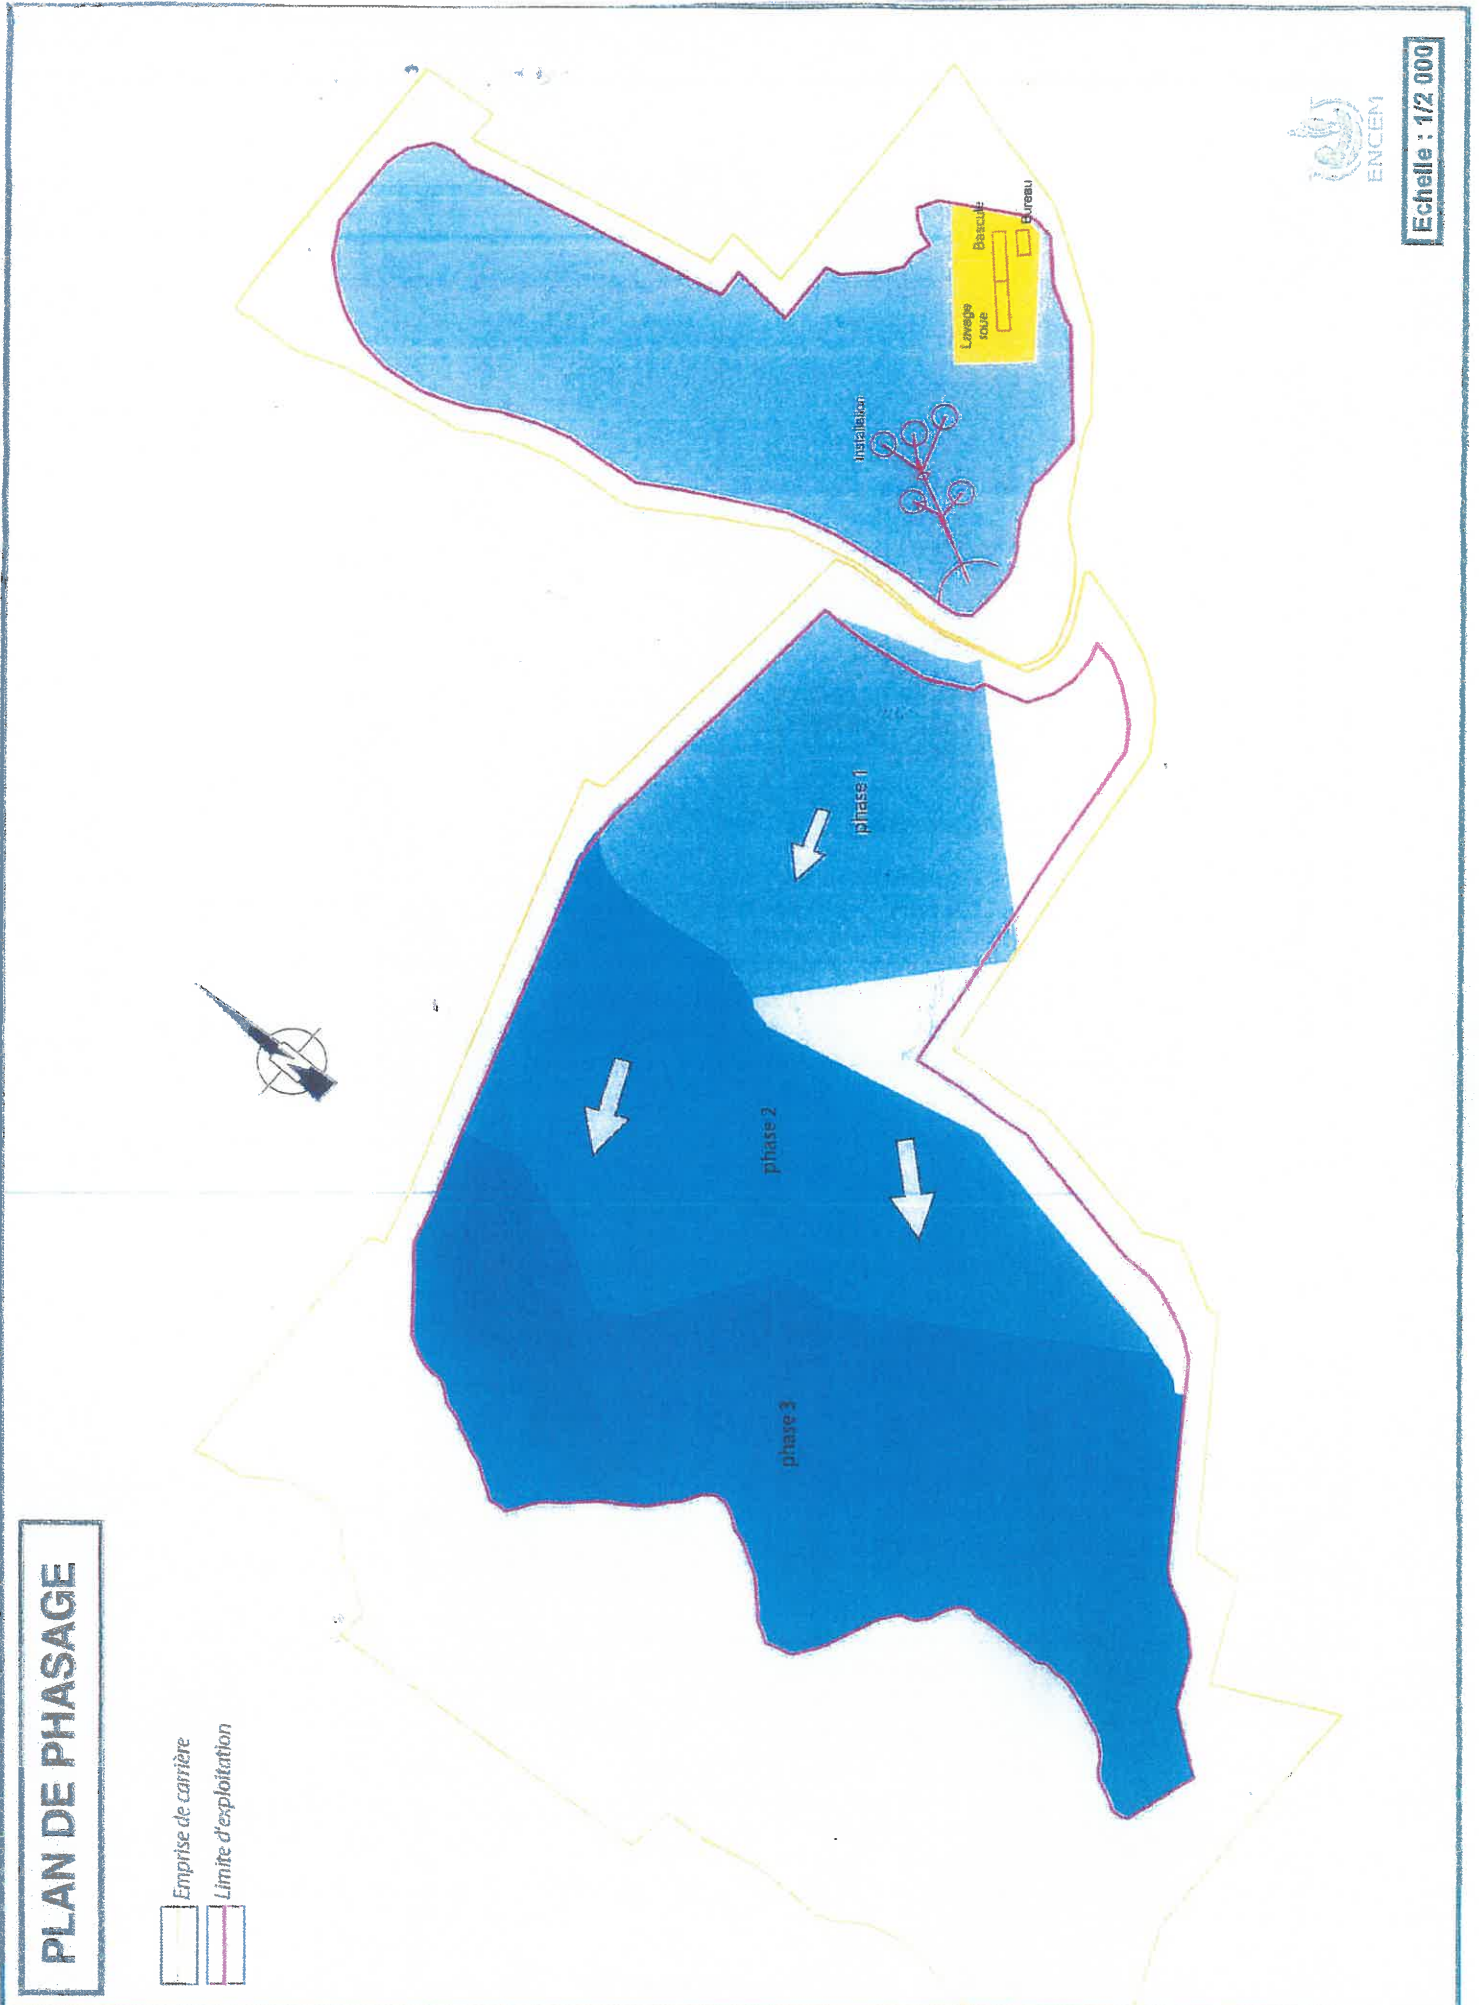 PLAN DE PHASAGE
Emprise de carrière
Limite d'exploitation
phase 3
phase 2
phase 1
Installation
Lavage
roue
Bascule
Bureau
ENCEM
Echelle : 1/2 000